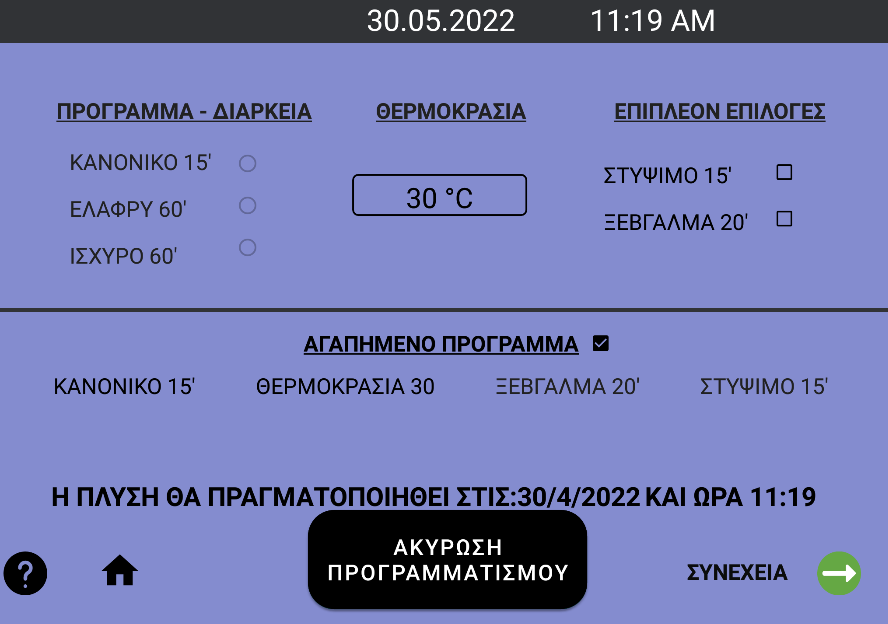 30.05.2022 11:19 AM
ΠΡΟΓΡΑΜΜΑ - ΔΙΑΡΚΕΙΑ
ΚΑΝΟΝΙΚΟ 15'
ΕΛΑΦΡΥ 60'
ΙΣΧΥΡΟ 60'
ΘΕΡΜΟΚΡΑΣΙΑ
30 °C
ΕΠΙΠΛΕΟΝ ΕΠΙΛΟΓΕΣ
ΣΤΥΨΙΜΟ 15'
ΞΕΒΓΑΛΜΑ 20'
ΑΓΑΠΗΜΕΝΟ ΠΡΟΓΡΑΜΜΑ
ΚΑΝΟΝΙΚΟ 15' ΘΕΡΜΟΚΡΑΣΙΑ 30 ΞΕΒΓΑΛΜΑ 20' ΣΤΥΨΙΜΟ 15'
Η ΠΛΥΣΗ ΘΑ ΠΡΑΓΜΑΤΟΠΟΙΗΘΕΙ ΣΤΙΣ:30/4/2022 ΚΑΙ ΩΡΑ 11:19
?
ΑΚΥΡΩΣΗ
ΠΡΟΓΡΑΜΜΑΤΙΣΜΟΥ
ΣΥΝΕΧΕΙΑ